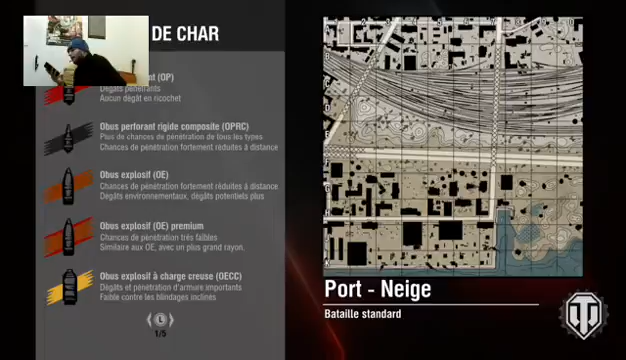 DE CHAR
(OP)
Dégâts pénétrants
Aucun dégât en ricochet
Obus perforant rigide composite (OPRC)
Plus de chances de pénétration de tous les types
Chances de pénétration fortement réduites à distance
Obus explosif (OE)
Chances de pénétration fortement réduites à distance
Dégâts environnementaux, dégâts potentiels plus
Obus explosif (OE) premium
Chances de pénétration très faibles
Similaire aux OE, avec un plus grand rayon.
Obus explosif à charge creuse (OECC)
Dégâts et pénétration d'armure importants
Faible contre les blindages inclinés
L
1/5
Port - Neige
Bataille standard